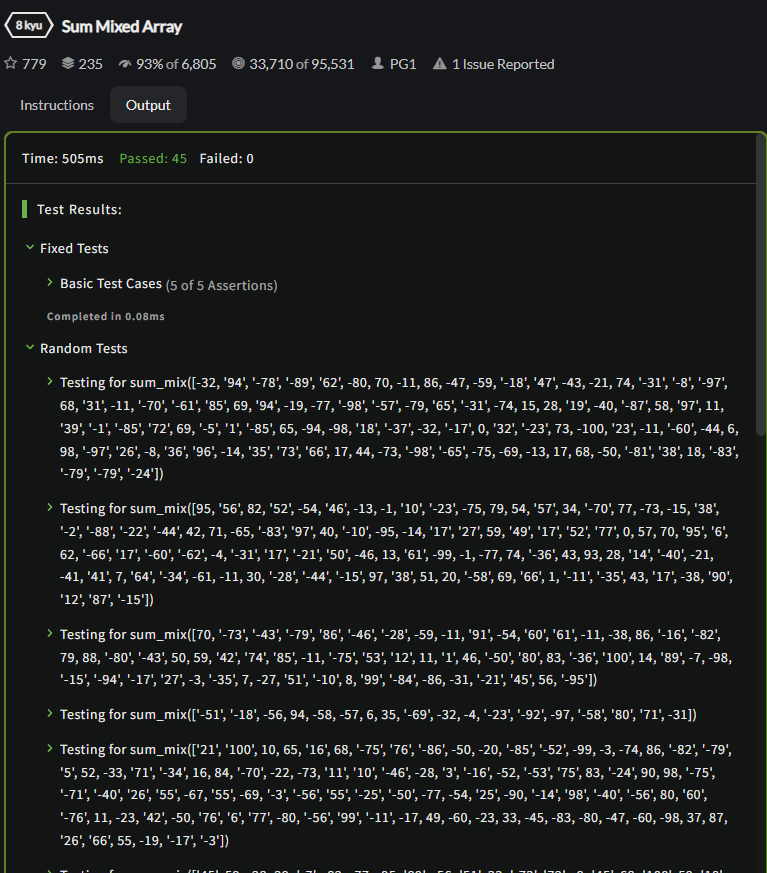 8 kyu Sum Mixed Array
779 235 93% of 6,805 33,710 of 95,531 PG1 1 Issue Reported
Instructions Output
Time: 505ms Passed: 45 Failed: 0
Test Results:
Fixed Tests
Basic Test Cases (5 of 5 Assertions)
Completed in 0.08ms
Random Tests
Testing for sum_mix([-32, '94', '-78', '-89', '62', -80, 70, -11, 86, -47, -59, '-18', '47', -43, -21, 74, '-31', '-8', '-97',
68, '31', -11, '-70', '-61', '85', 69, '94', -19, -77, '-98', '-57', -79, '65', '-31', -74, 15, 28, '19', -40, '-87', 58, '97', 11,
'39', '-1', '-85', '72', 69, '-5', '1', '-85', 65, -94, -98, '18', '-37', -32, '-17', 0, '32', '-23', 73, -100, '23', -11, '-60', -44, 6,
98, '-97', '26', -8, '36', '96', -14, '35', '73', '66', 17, 44, -73, '-98', '-65', '-75', -69, -13, 17, 68, -50, '-81', '38', 18, '-83',
'-79', '-79', '-24'])
Testing for sum_mix([95, '56', 82, '52', -54, '46', -13, -1, '10', '-23', -75, 79, 54, '57', 34, '-70', 77, -73, -15, '38',
'-2', '-88', '-22', '-44', 42, 71, -65, '-83', '97', 40, '-10', -95, -14, '17', '27', 59, '49', '17', '52', '77', 0, 57, 70, '95', '6',
62, '-66', '17', '-60', '-62', -4, '-31', '17', '-21', '50', -46, 13, '61', -99, -1, -77, 74, '-36', 43, 93, 28, '14', '-40', -21,
-41, '41', 7, '64', '-34', -61, -11, 30, '-28', '-44', '-15', 97, '38', 51, 20, '-58', 69, '66', 1, '-11', '-35', 43, '17', -38, '90',
'12', '87', '-15'])
Testing for sum_mix([70, '-73', '-43', '-79', '86', '-46', '-28', -59, -11, '91', -54, '60', '61', -11, -38, 86, '-16', '-82',
79, 88, '-80', '-43', 50, 59, '42', '74', '85', -11, '-75', '53', '12', 11, '1', 46, '-50', '80', 83, '-36', '100', 14, '89', -7, -98,
'-15', '-94', '-17', '27', -3, '-35', 7, -27, '51', '-10', 8, '99', '-84', -86, -31, '-21', '45', 56, '-95'])
Testing for sum_mix(['-51', '-18', -56, 94, -58, -57, 6, 35, '-69', -32, -4, '-23', '-92', -97, '-58', '80', '71', -31])
Testing for sum_mix(['21', '100', 10, 65, '16', 68, '-75', '76', '-86', -50, -20, '-85', '-52', -99, -3, -74, 86, '-82', '-79',
'5', 52, -33, '71', '-34', 16, 84, '-70', -22, -73, '11', '10', '-46', -28, '3', '-16', -52, '-53', '75', 83, '-24', 90, 98, '-75',
'-71', '-40', '26', '55', -67, '55', -69, '-3', '-56', '55', '-25', '-50', -77, -54, '25', -90, '-14', '98', '-40', '-56', 80, '60',
'-76', 11, -23, '42', -50, '76', '6', '77', -80, '-56', '99', '-11', -17, 49, -60, -23, 33, -45, -83, -80, -47, -60, -98, 37, 87,
'26', '66', 55, -19, '-17', '-3'])